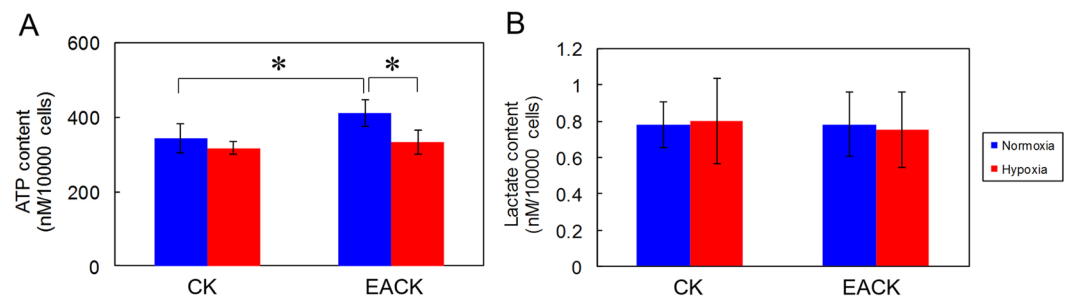 A
ATP content
(nM/10000 cells)
600
400
200
0
*
*
CK
EACK
B
Lactate content
(nM/10000 cells)
1.2
1
0.8
0.6
0.4
0.2
0
CK
EACK
Normoxia
Hypoxia